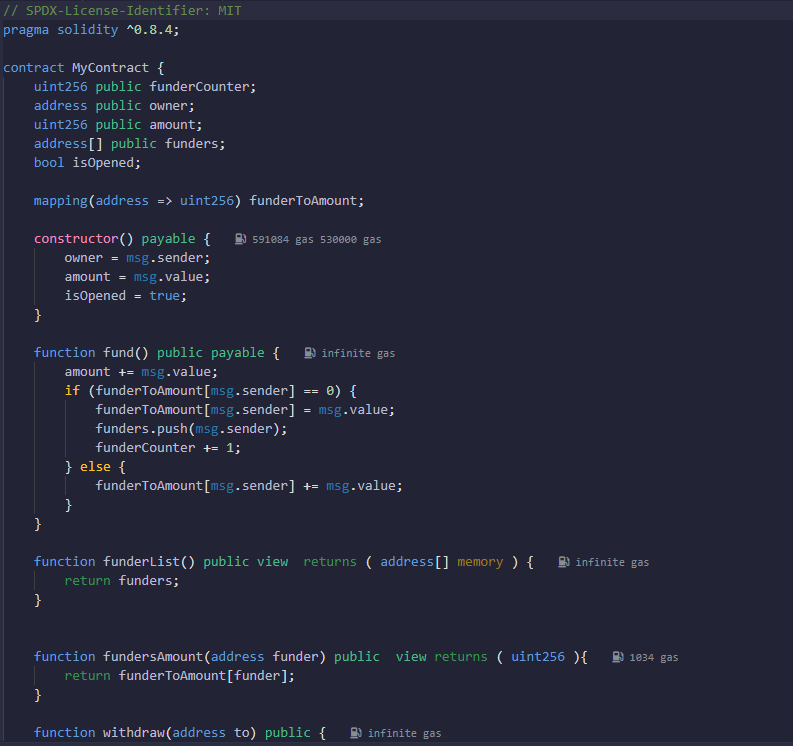 // SPDX-License-Identifier: MIT
pragma solidity ^0.8.4;
contract MyContract {
uint256 public funderCounter;
address public owner;
uint256 public amount;
address[] public funders;
bool isOpened;
mapping(address => uint256) funderToAmount;
constructor() payable { 591084 gas 530000 gas
owner = msg.sender;
amount = msg.value;
isOpened = true;
}
function fund() public payable { infinite gas
amount += msg.value;
if (funderToAmount[msg.sender] == 0) {
funderToAmount[msg.sender] = msg.value;
funders.push(msg.sender);
funderCounter += 1;
} else {
funderToAmount[msg.sender] += msg.value;
}
}
function funderList() public view  returns ( address[] memory ) { infinite gas
return funders;
}
function fundersAmount(address funder) public  view returns ( uint256 ){ 1034 gas
return funderToAmount[funder];
}
function withdraw(address to) public { infinite gas